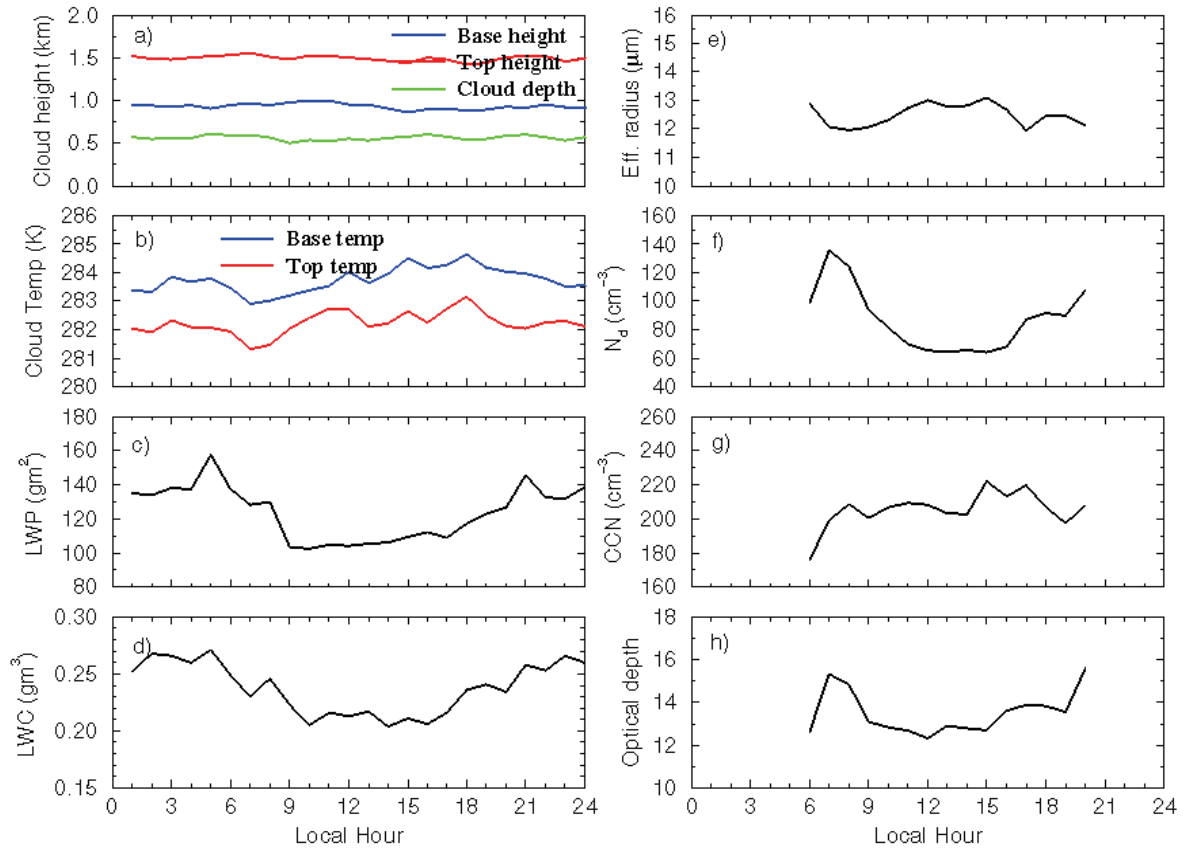 a)
Base height
Top height
Cloud depth
Cloud height (km)
2.0
1.5
1.0
0.5
0.0
b)
Base temp
Top temp
Cloud Temp (K)
286
285
284
283
282
281
280
c)
LWP (gm²)
180
160
140
120
100
80
d)
LWC (gm³)
0.30
0.25
0.20
0.15
0 3 6 9 12 15 18 21 24
Local Hour
e)
Eff. radius (μm)
16
15
14
13
12
11
10
f)
N_d (cm⁻³)
160
140
120
100
80
60
40
g)
CCN (cm⁻³)
260
240
220
200
180
160
h)
Optical depth
18
16
14
12
10
0 3 6 9 12 15 18 21 24
Local Hour